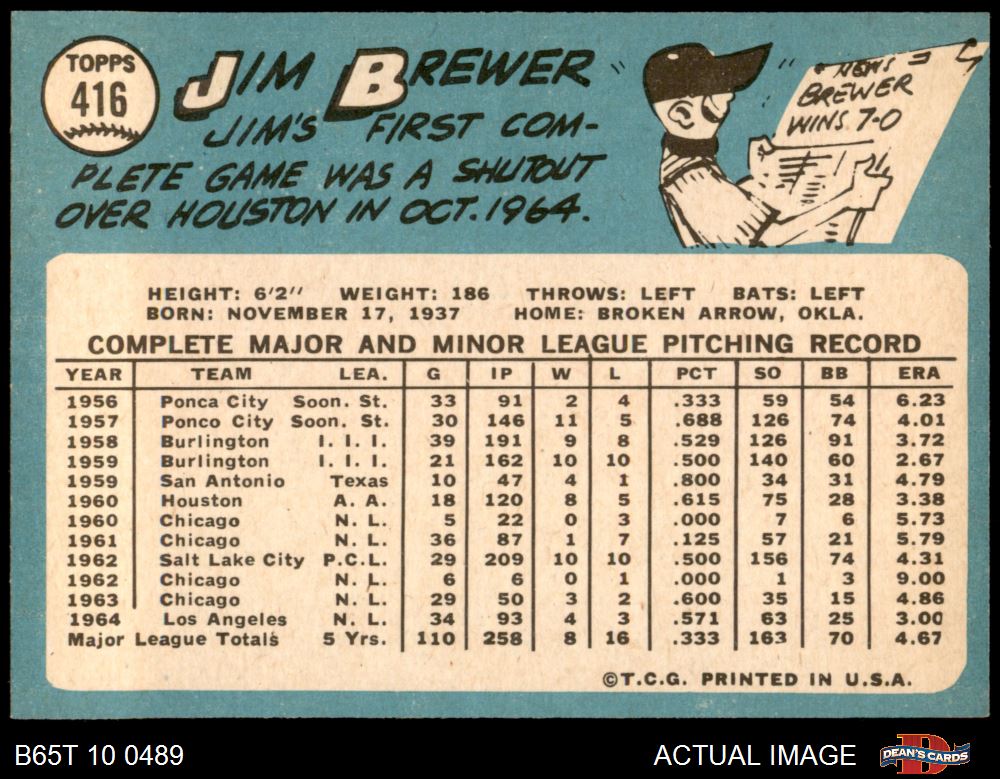 TOPPS
416
JIM BREWER
JIM'S FIRST COM-
PLETE GAME WAS A SHUTOUT
OVER HOUSTON IN OCT. 1964.
NEWS
BREWER
WINS 7-0
HEIGHT: 6'2" WEIGHT: 186 THROWS: LEFT BATS: LEFT
BORN: NOVEMBER 17, 1937 HOME: BROKEN ARROW, OKLA.
COMPLETE MAJOR AND MINOR LEAGUE PITCHING RECORD
YEAR TEAM LEA. G IP W L PCT SO BB ERA
1956 Ponca City Soon. St. 33 91 2 4 .333 59 54 6.23
1957 Ponco City Soon. St. 30 146 11 5 .688 126 74 4.01
1958 Burlington I. I. I. 39 191 9 8 .529 126 91 3.72
1959 Burlington I. I. I. 21 162 10 10 .500 140 60 2.67
1959 San Antonio Texas 10 47 4 1 .800 34 31 4.79
1960 Houston A. A. 18 120 8 5 .615 75 28 3.38
1960 Chicago N. L. 5 22 0 3 .000 7 6 5.73
1961 Chicago N. L. 36 87 1 7 .125 57 21 5.79
1962 Salt Lake City P.C.L. 29 209 10 10 .500 156 74 4.31
1962 Chicago N. L. 6 6 0 1 .000 1 3 9.00
1963 Chicago N. L. 29 50 3 2 .600 35 15 4.86
1964 Los Angeles N. L. 34 93 4 3 .571 63 25 3.00
Major League Totals 5 Yrs. 110 258 8 16 .333 163 70 4.67
©T.C.G. PRINTED IN U.S.A.
B65T 10 0489 ACTUAL IMAGE
DEAN'S CARDS